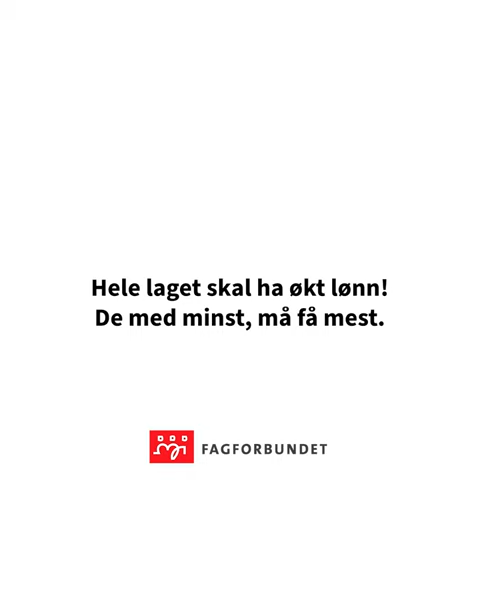 Hele laget skal ha økt lønn!
De med minst, må få mest.
FAGFORBUNDET